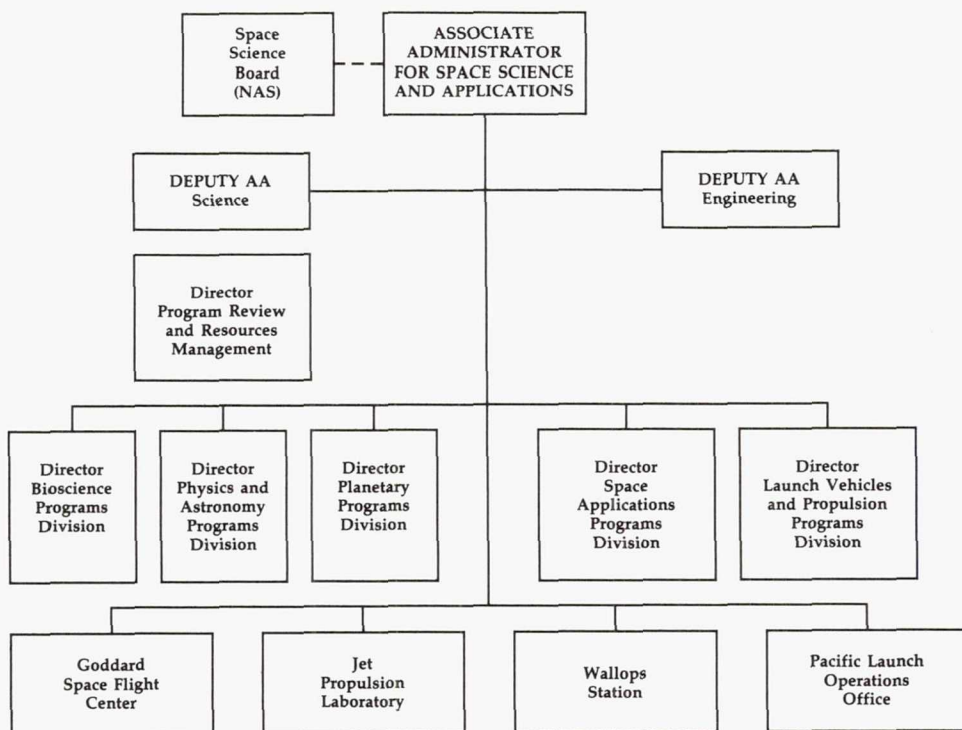 Space
Science
Board
(NAS)
ASSOCIATE
ADMINISTRATOR
FOR SPACE SCIENCE
AND APPLICATIONS
DEPUTY AA
Science
DEPUTY AA
Engineering
Director
Program Review
and Resources
Management
Director
Bioscience
Programs
Division
Director
Physics and
Astronomy
Programs
Division
Director
Planetary
Programs
Division
Director
Space
Applications
Programs
Division
Director
Launch Vehicles
and Propulsion
Programs
Division
Goddard
Space Flight
Center
Jet
Propulsion
Laboratory
Wallops
Station
Pacific Launch
Operations
Office